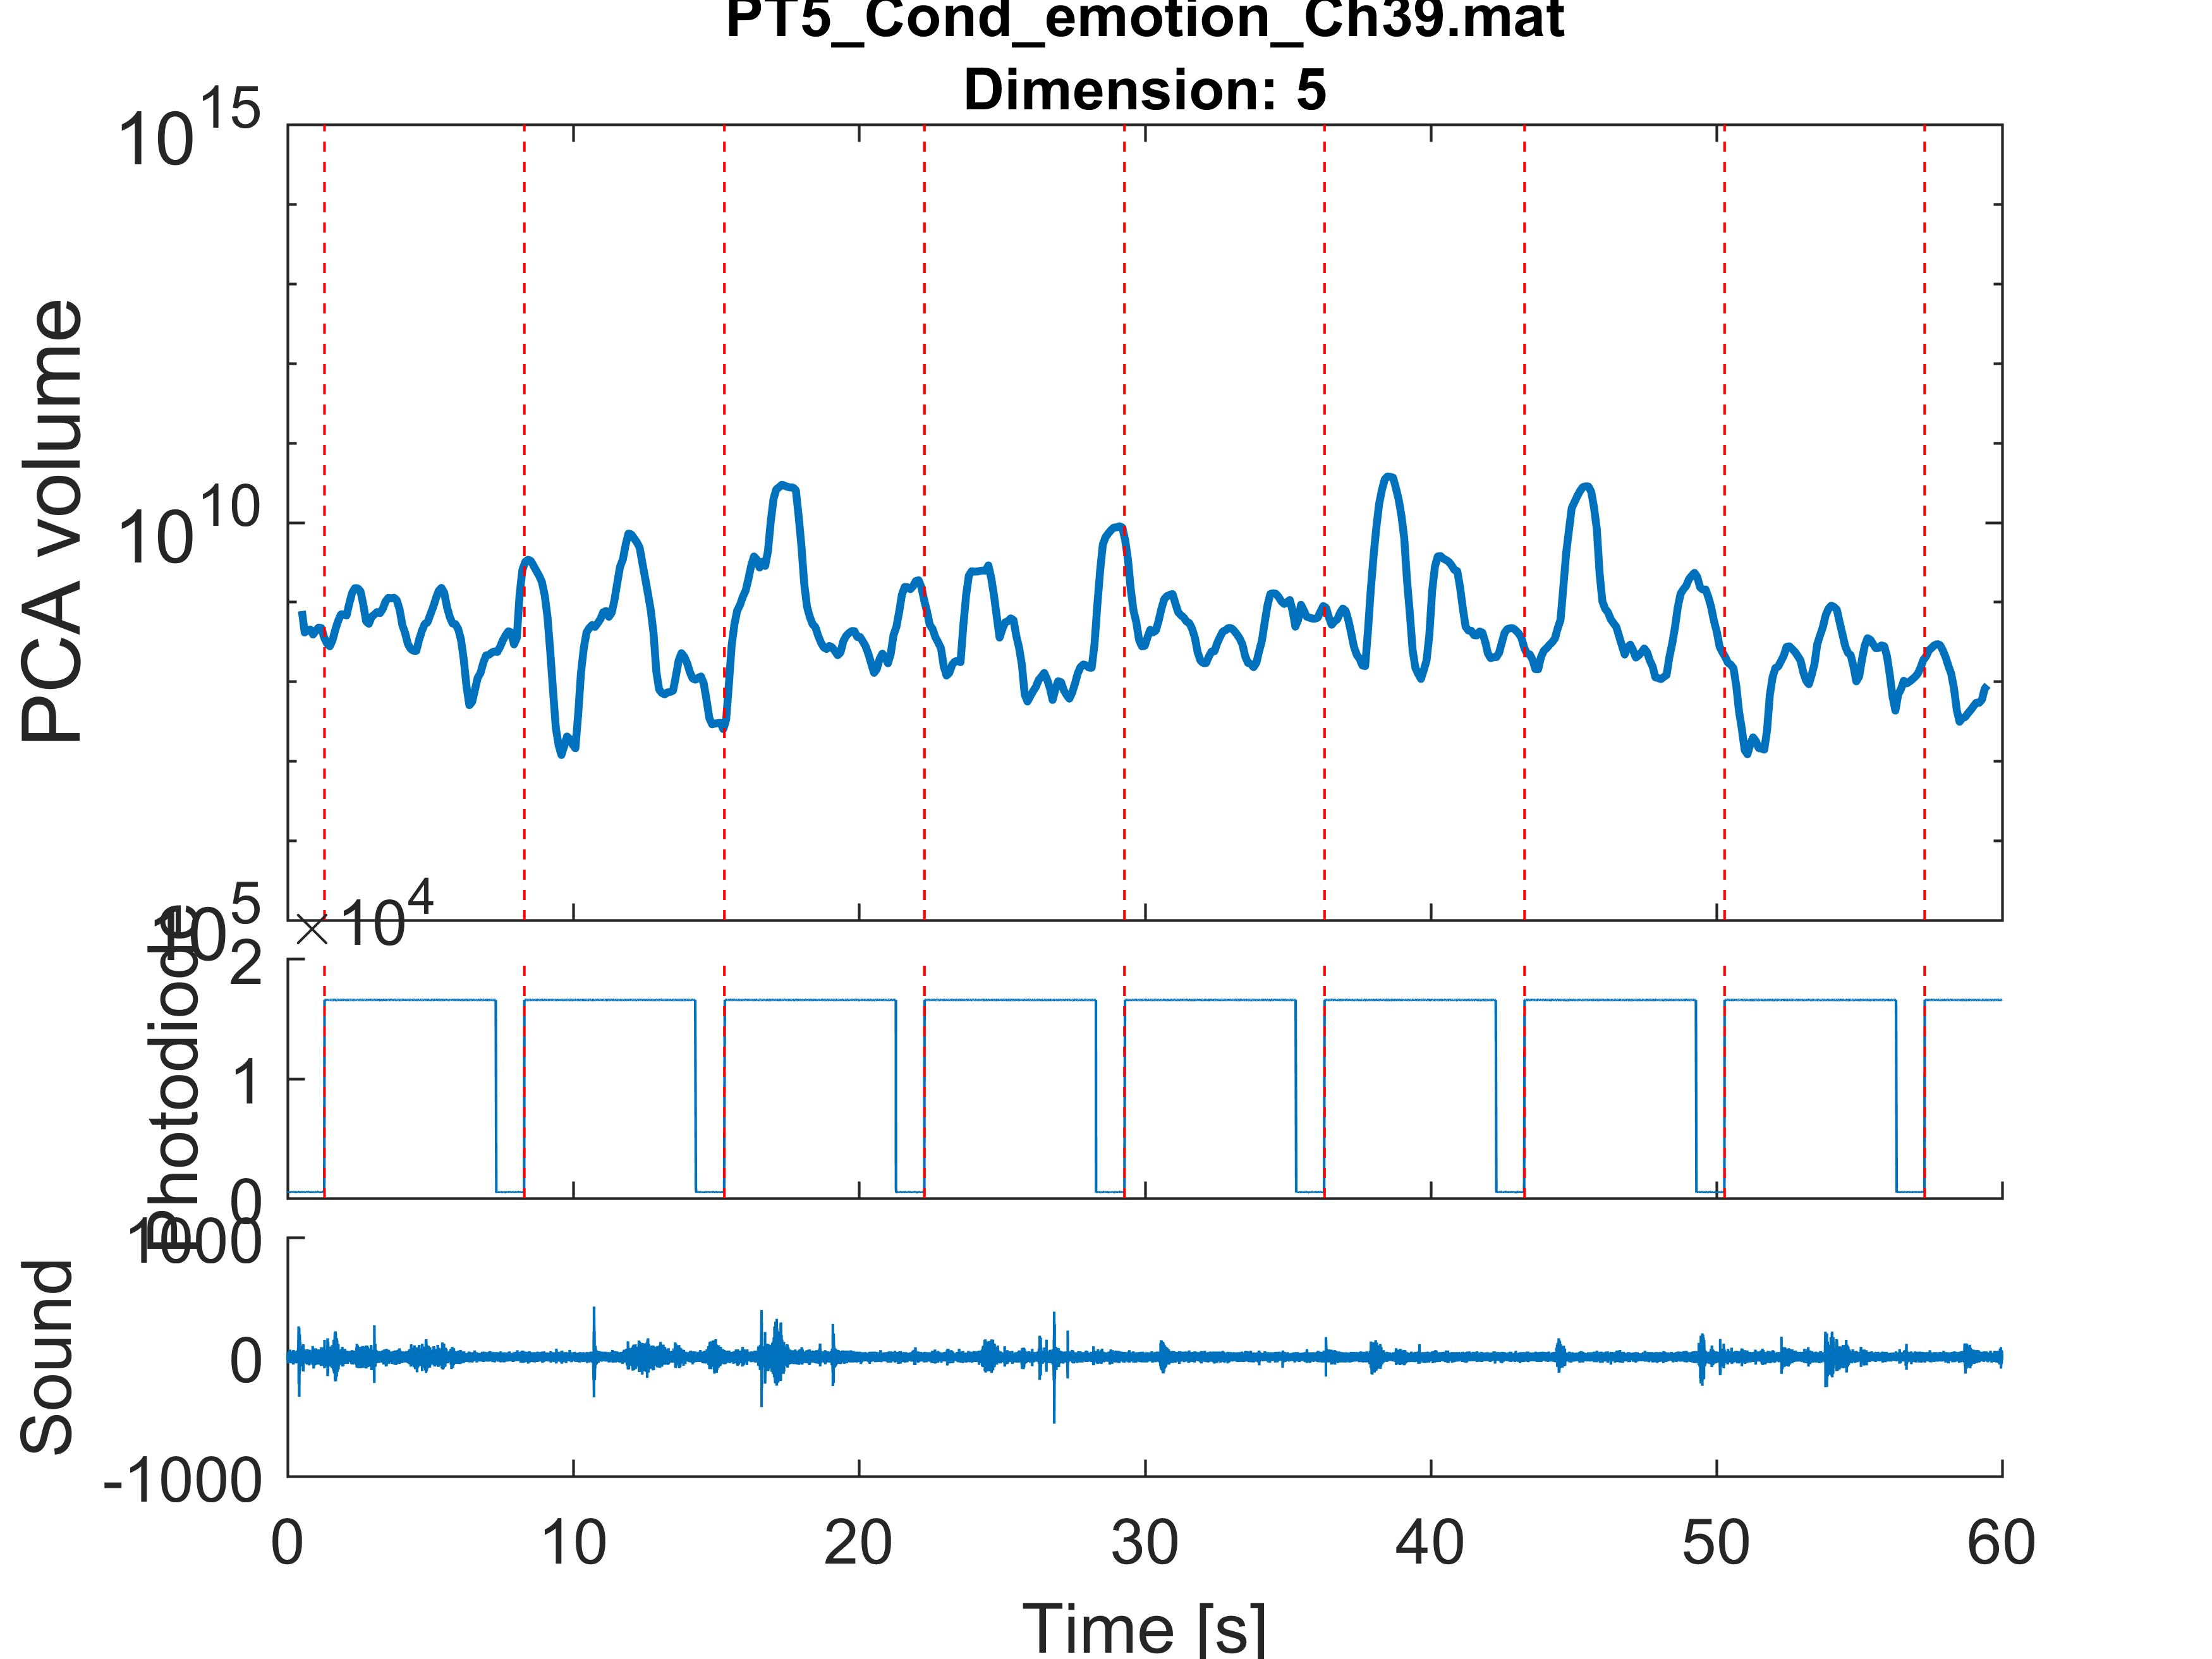 PT5_Cond_emotion_Ch39.mat
Dimension: 5
PCA volume
10^15
10^10
10^5
×10^4
Photodiode
2
1
0
Sound
1000
0
-1000
0 10 20 30 40 50 60
Time [s]